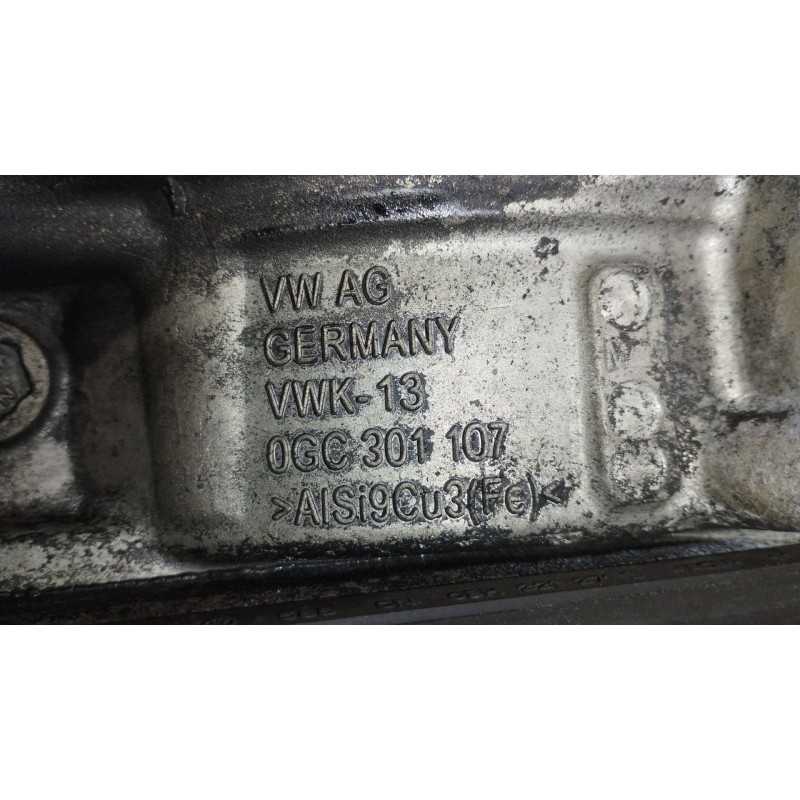 VW AG
GERMANY
VWK-13
0GC 301 107
>AlSi9Cu3(Fe)<
M